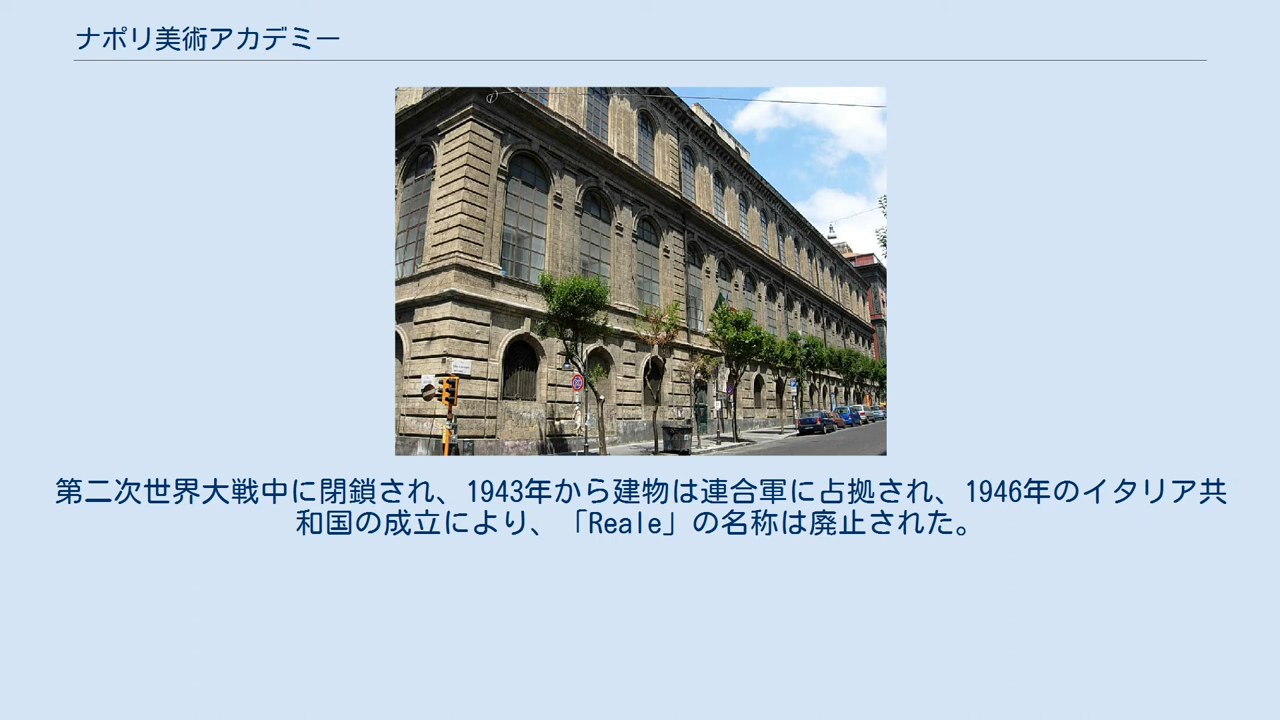 ナポリ美術アカデミー
第二次世界大戦中に閉鎖され、1943年から建物は連合軍に占拠され、1946年のイタリア共
和国の成立により、「Reale」の名称は廃止された。